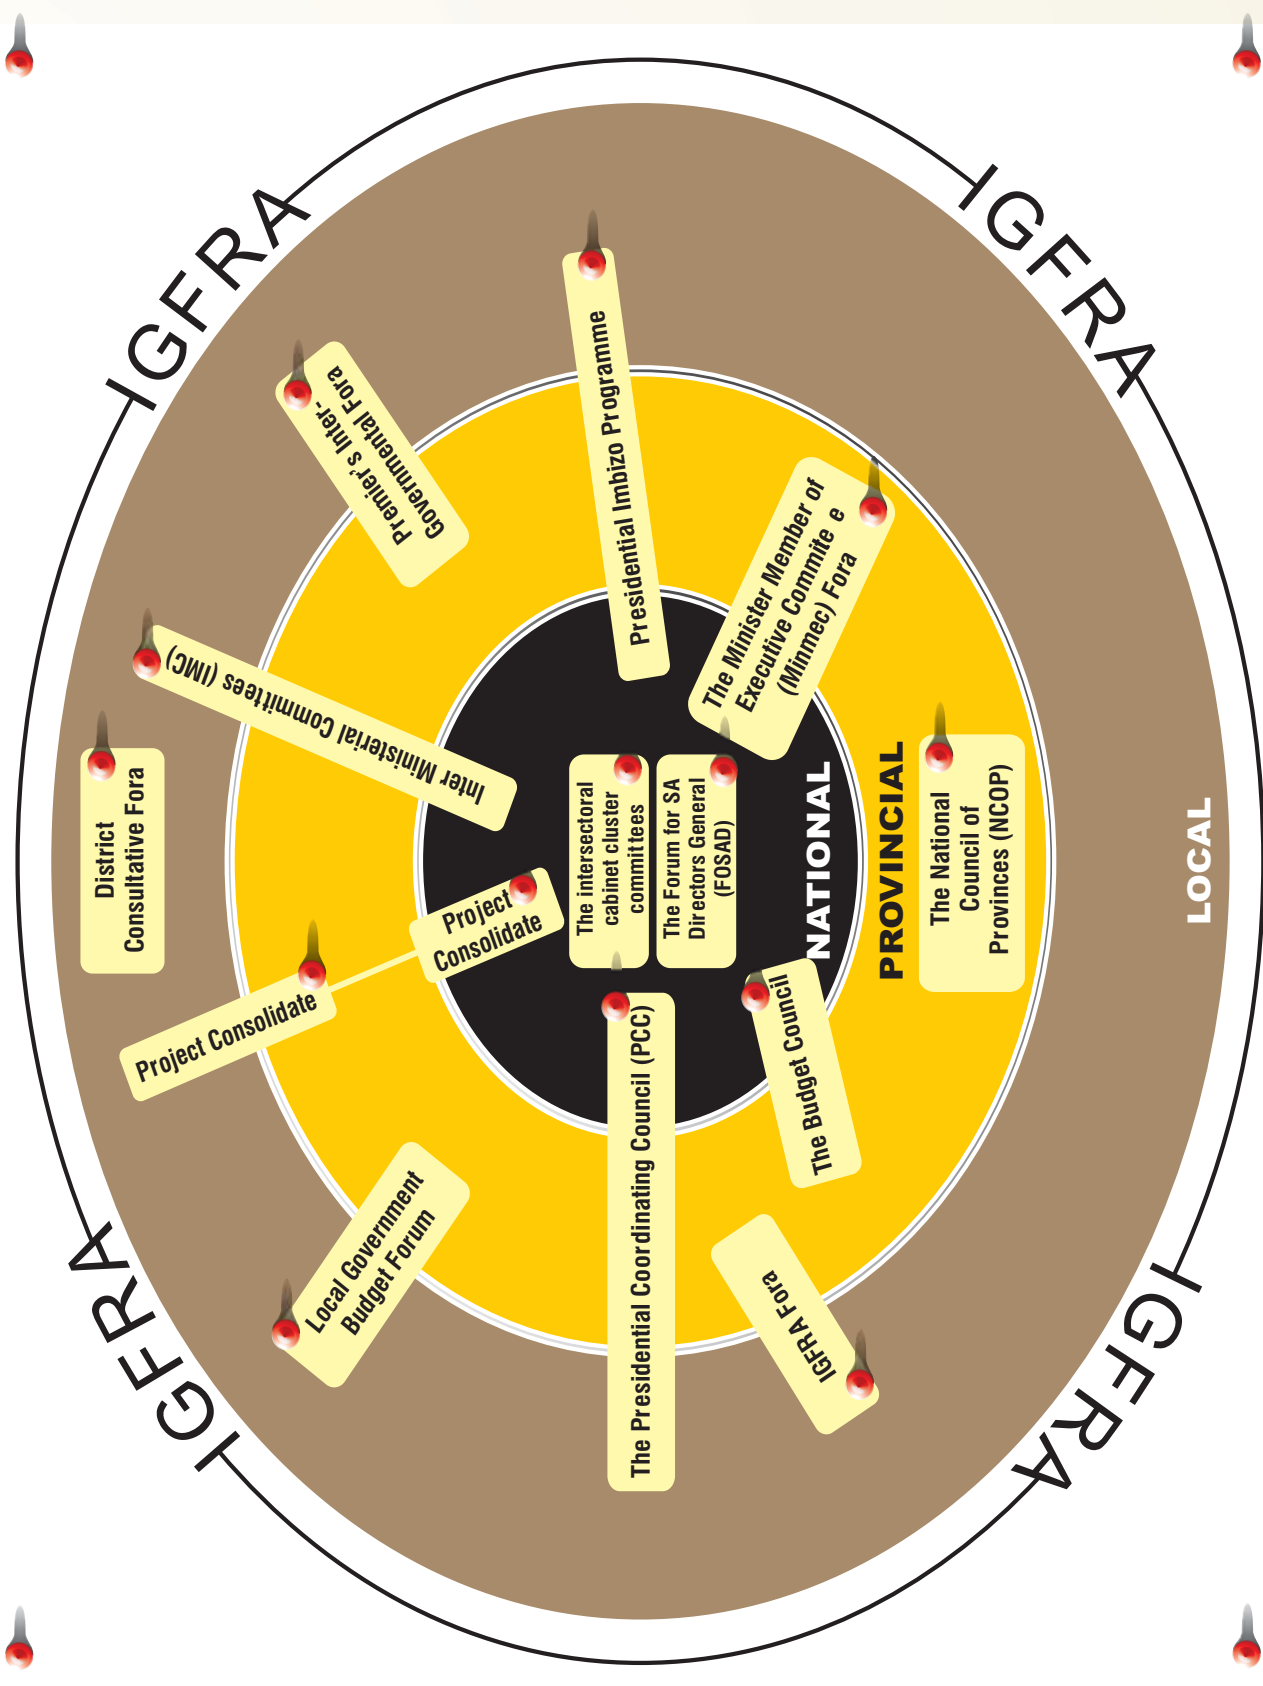 IGFRA
IGFRA
District
Consultative Fora
Project Consolidate
Inter Ministerial Committees (IMC)
Local Government
Budget Forum
Premier's Inter-
Governmental Fora
Project
Consolidate
The Presidential Coordinating Council (PCC)
The intersectoral
cabinet cluster
committees
The Forum for SA
Directors General
(FOSAD)
Presidential Imbizo Programme
IGFRA Fora
The Budget Council
NATIONAL
The Minister Member of
Executive Committe e
(Minmec) Fora
PROVINCIAL
The National
Council of
Provinces (NCOP)
LOCAL
IGFRA
IGFRA